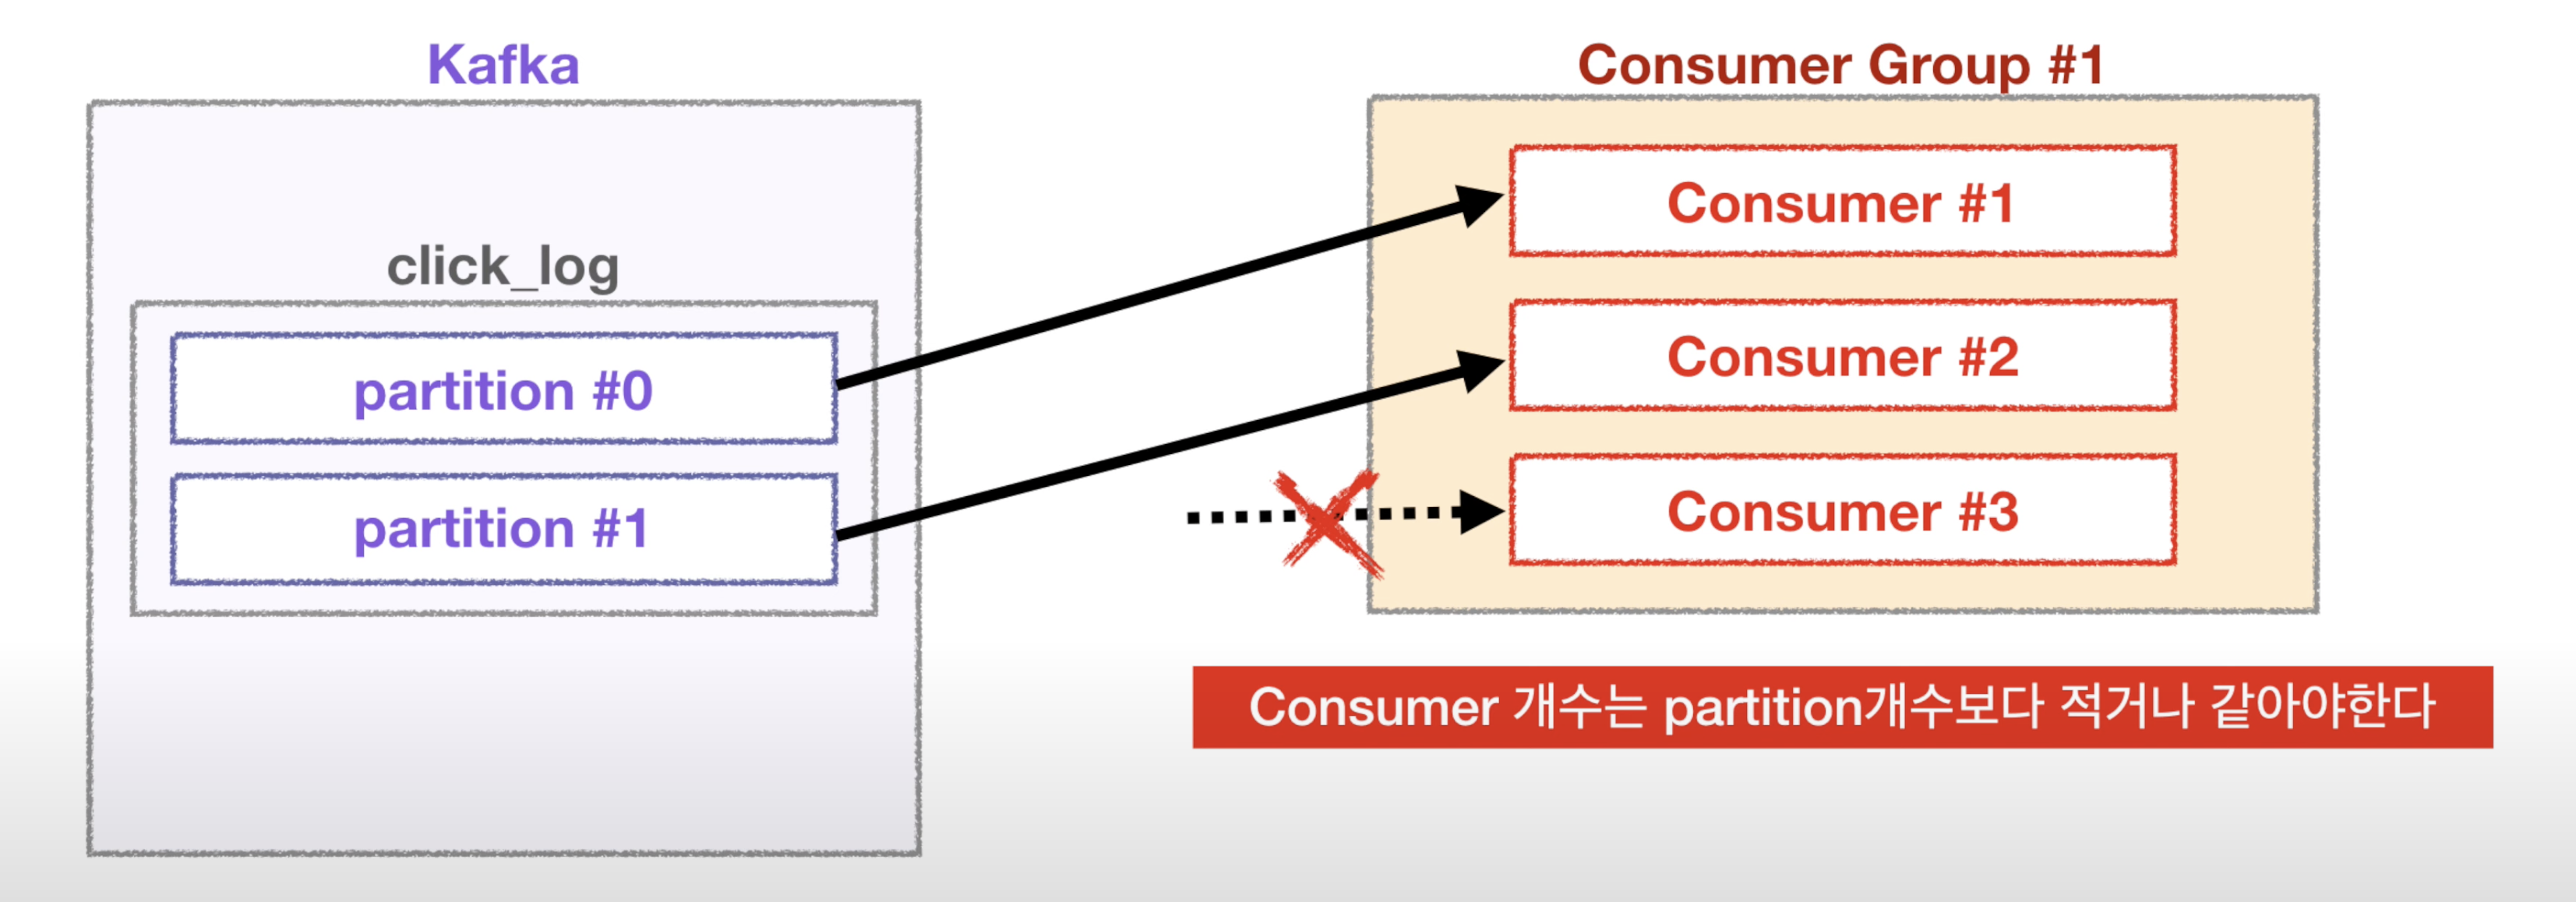 Kafka
click_log
partition #0
partition #1
Consumer Group #1
Consumer #1
Consumer #2
Consumer #3
Consumer 개수는 partition개수보다 적거나 같아야한다